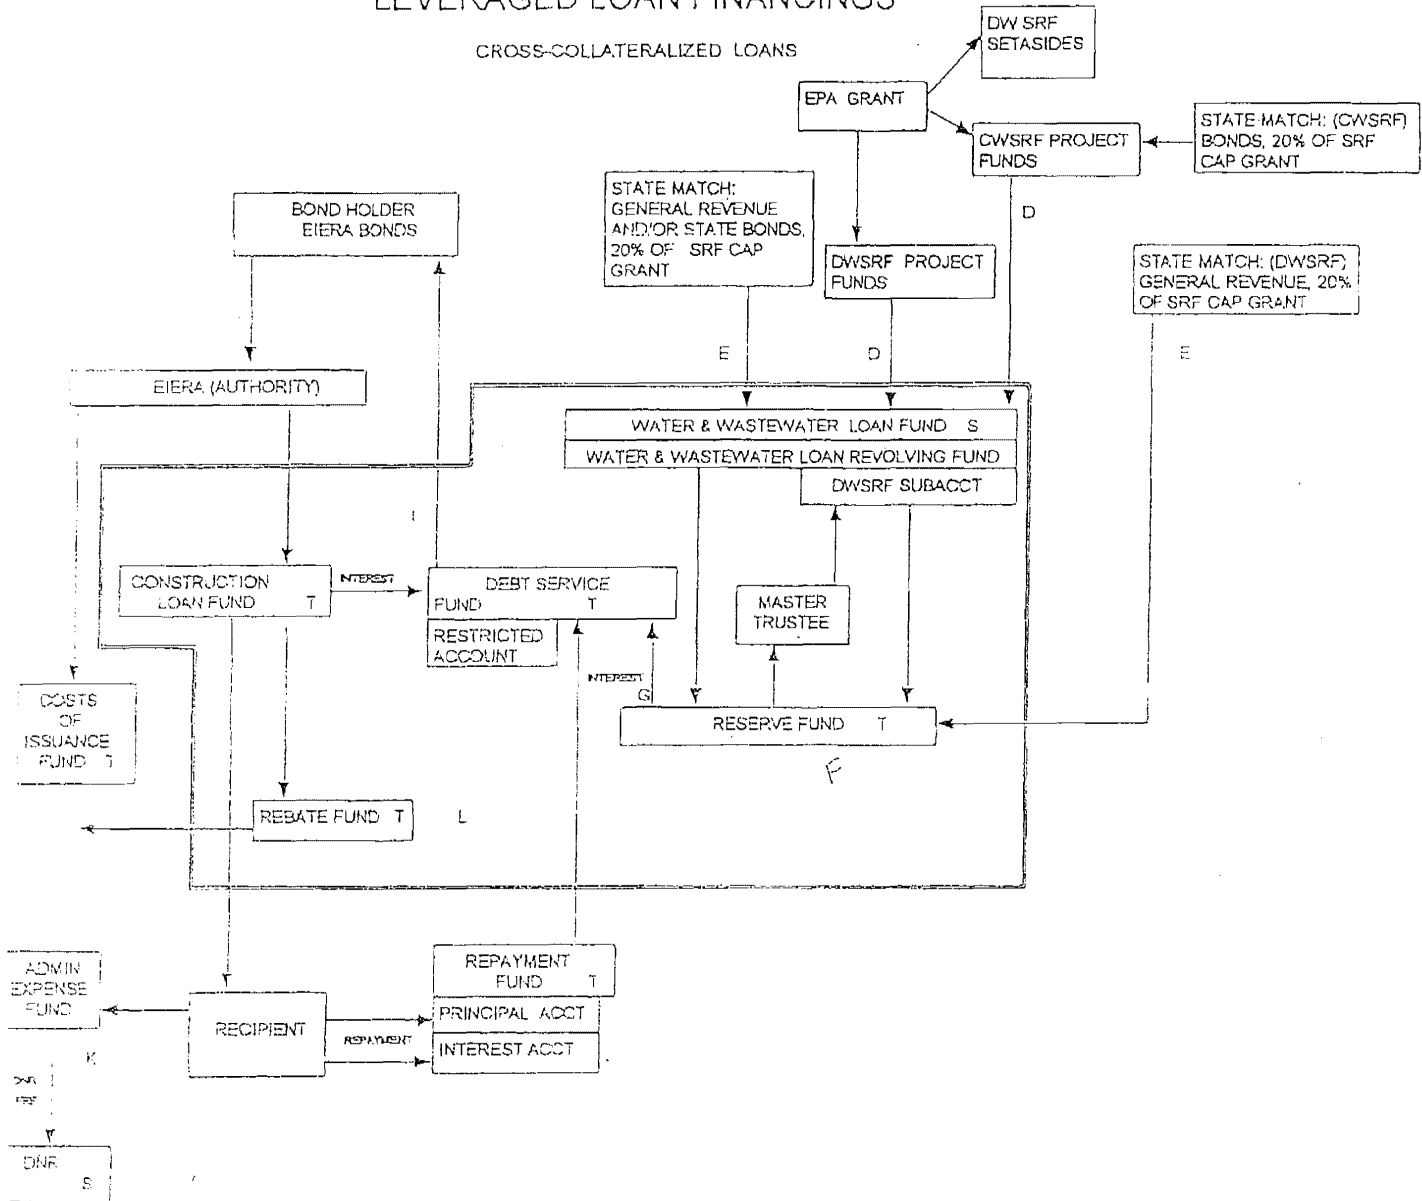 LEVERAGED LOAN FINANCINGS
CROSS-COLLATERALIZED LOANS
DW SRF
SETASIDES
EPA GRANT
CWSRF PROJECT
FUNDS
STATE MATCH: (CWSRF)
BONDS, 20% OF SRF
CAP GRANT
STATE MATCH:
GENERAL REVENUE
AND/OR STATE BONDS,
20% OF SRF CAP
GRANT
BOND HOLDER
EIERA BONDS
D
DWSRF PROJECT
FUNDS
STATE MATCH: (DWSRF)
GENERAL REVENUE, 20%
OF SRF CAP GRANT
E
D
E
EIERA (AUTHORITY)
WATER & WASTEWATER LOAN FUND S
WATER & WASTEWATER LOAN REVOLVING FUND
DWSRF SUBACCT
I
CONSTRUCTION
LOAN FUND T
INTEREST
DEBT SERVICE
FUND T
RESTRICTED
ACCOUNT
MASTER
TRUSTEE
INTEREST
G
RESERVE FUND T
F
COSTS
OF
ISSUANCE
FUND T
REBATE FUND T
L
ADMIN
EXPENSE
FUND
RECIPIENT
REPAYMENT
REPAYMENT
FUND T
PRINCIPAL ACCT
INTEREST ACCT
K
DNR
FEE
DNR
S